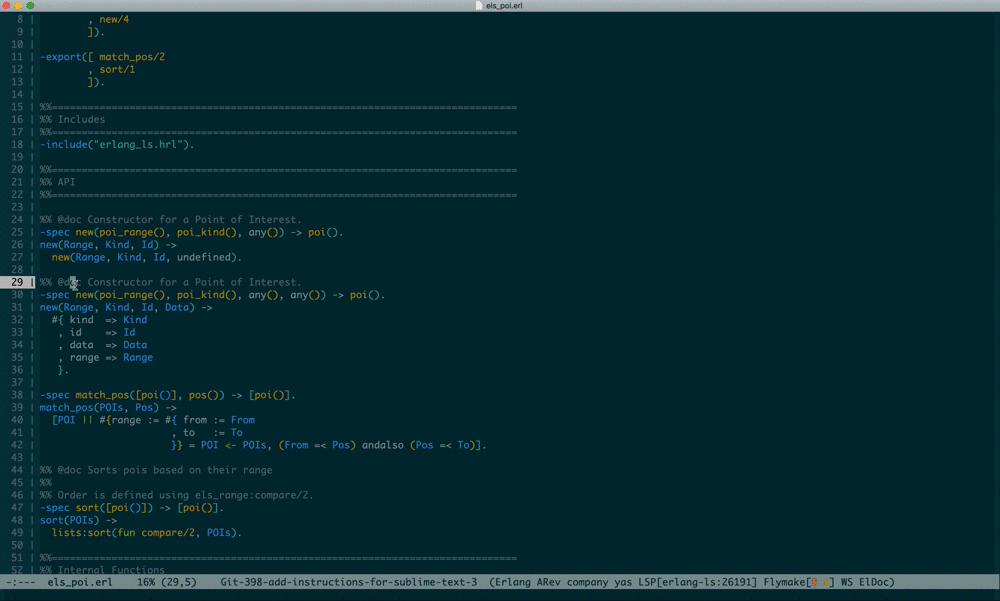 els_poi.erl
8 | , new/4
9 | ]).
10 |
11 | -export([ match_pos/2
12 | , sort/1
13 | ]).
14 |
15 | %%==============================================================================
16 | %% Includes
17 | %%==============================================================================
18 | -include("erlang_ls.hrl").
19 |
20 | %%==============================================================================
21 | %% API
22 | %%==============================================================================
23 |
24 | %% @doc Constructor for a Point of Interest.
25 | -spec new(poi_range(), poi_kind(), any()) -> poi().
26 | new(Range, Kind, Id) ->
27 | new(Range, Kind, Id, undefined).
28 |
29 | %% @doc Constructor for a Point of Interest.
30 | -spec new(poi_range(), poi_kind(), any(), any()) -> poi().
31 | new(Range, Kind, Id, Data) ->
32 | #{ kind => Kind
33 | , id => Id
34 | , data => Data
35 | , range => Range
36 | }.
37 |
38 | -spec match_pos([poi()], pos()) -> [poi()].
39 | match_pos(POIs, Pos) ->
40 | [POI || #{range := #{ from := From
41 | , to := To
42 | }} = POI <- POIs, (From =< Pos) andalso (Pos =< To)].
43 |
44 | %% @doc Sorts pois based on their range
45 | %%
46 | %% Order is defined using els_range:compare/2.
47 | -spec sort([poi()]) -> [poi()].
48 | sort(POIs) ->
49 | lists:sort(fun compare/2, POIs).
50 |
51 | %%==============================================================================
52 | %% Internal Functions
-:--- els_poi.erl 16% (29,5) Git-398-add-instructions-for-sublime-text-3 (Erlang ARev company yas LSP[erlang-ls:26191] Flymake[ ] WS ElDoc)